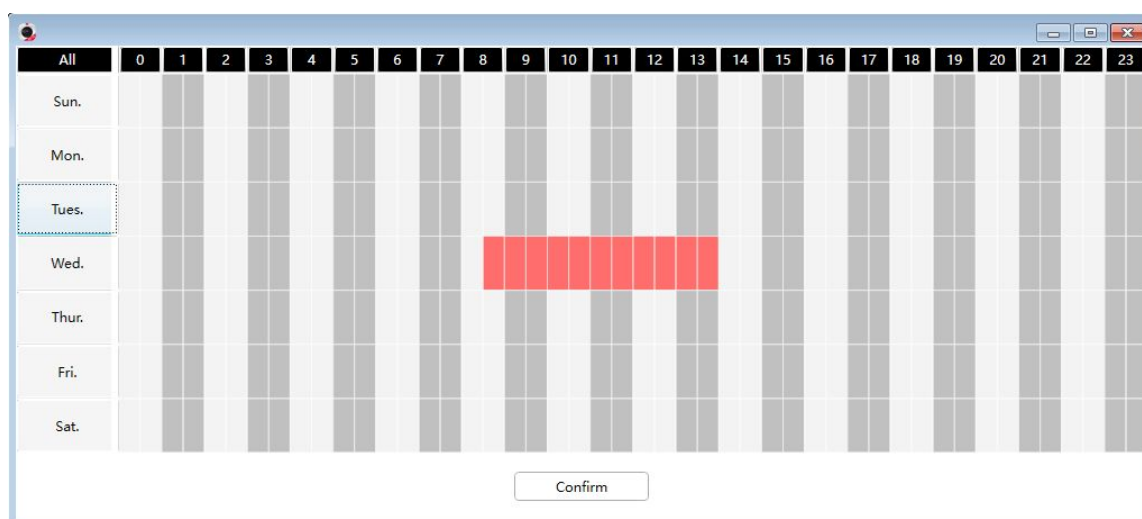 All 0 1 2 3 4 5 6 7 8 9 10 11 12 13 14 15 16 17 18 19 20 21 22 23
Sun.
Mon.
Tues.
Wed.
Thur.
Fri.
Sat.
Confirm